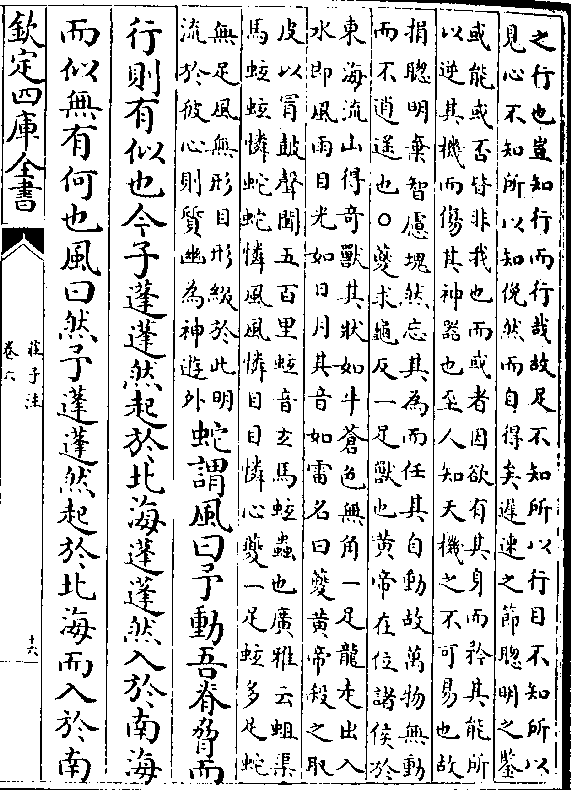 之行也豈知行而行哉故足不知所以行目不知所以
見心不知所以知俛然而自得矣遲速之節聰明之鑒
或能或否皆非我也而或者因欲有其身而矜其能所
以逆其機而傷其神器也至人知天機之不可易也故
捐聰明棄智慮塊然忘其為而任其自動故萬物無動
而不逍遙也○夔求龜反一足獸也黃帝在位諸侯於
東海流山得奇獸其狀如牛蒼色無角一足龍走出入
水即風雨目光如日月其音如雷名曰夔黃帝殺之取
皮以冒鼓聲聞五百里蚿音玄馬蚿蟲也廣雅云蛆渠
馬蚿蚿憐蛇蛇憐風風憐目目憐心夔一足蚿多足蛇
無足風無形目形綴於此明
流於彼心則質幽為神遊外
蛇謂風曰予動吾脊脅而
行則有似也今子蓬蓬然起於北海蓬蓬然入於南海
而似無有何也風曰然予蓬蓬然起於北海而入於南
欽定四庫全書
莊子注
卷六
十六